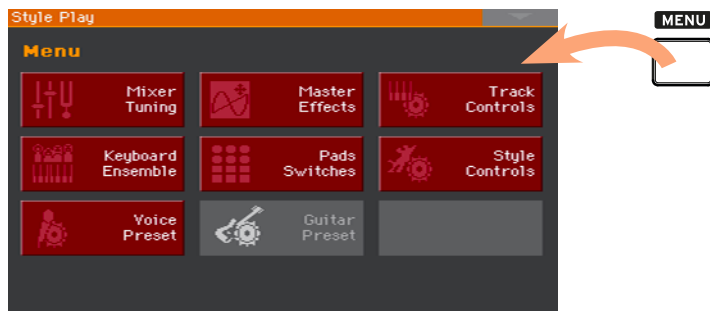 Style Play
MENU
Menu
Mixer
Tuning
Master
Effects
Track
Controls
Keyboard
Ensemble
Pads
Switches
Style
Controls
Voice
Preset
Guitar
Preset